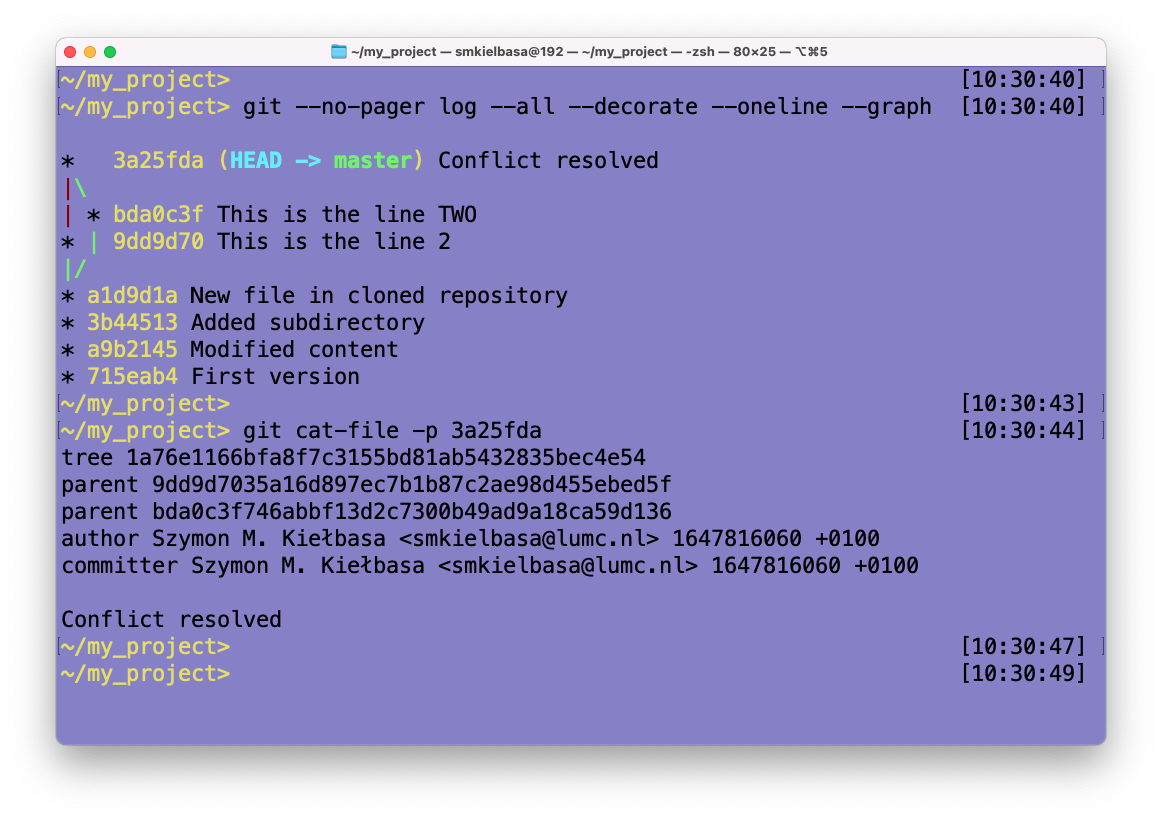 ~/my_project — smkielbasa@192 — ~/my_project — -zsh — 80×25 — ⌥⌘5
~/my_project> [10:30:40]
~/my_project> git --no-pager log --all --decorate --oneline --graph [10:30:40]
*   3a25fda (HEAD -> master) Conflict resolved
|\
| * bda0c3f This is the line TWO
* | 9dd9d70 This is the line 2
|/
* a1d9d1a New file in cloned repository
* 3b44513 Added subdirectory
* a9b2145 Modified content
* 715eab4 First version
~/my_project> [10:30:43]
~/my_project> git cat-file -p 3a25fda [10:30:44]
tree 1a76e1166bfa8f7c3155bd81ab5432835bec4e54
parent 9dd9d7035a16d897ec7b1b87c2ae98d455ebed5f
parent bda0c3f746abbf13d2c7300b49ad9a18ca59d136
author Szymon M. Kiełbasa <smkielbasa@lumc.nl> 1647816060 +0100
committer Szymon M. Kiełbasa <smkielbasa@lumc.nl> 1647816060 +0100
Conflict resolved
~/my_project> [10:30:47]
~/my_project> [10:30:49]